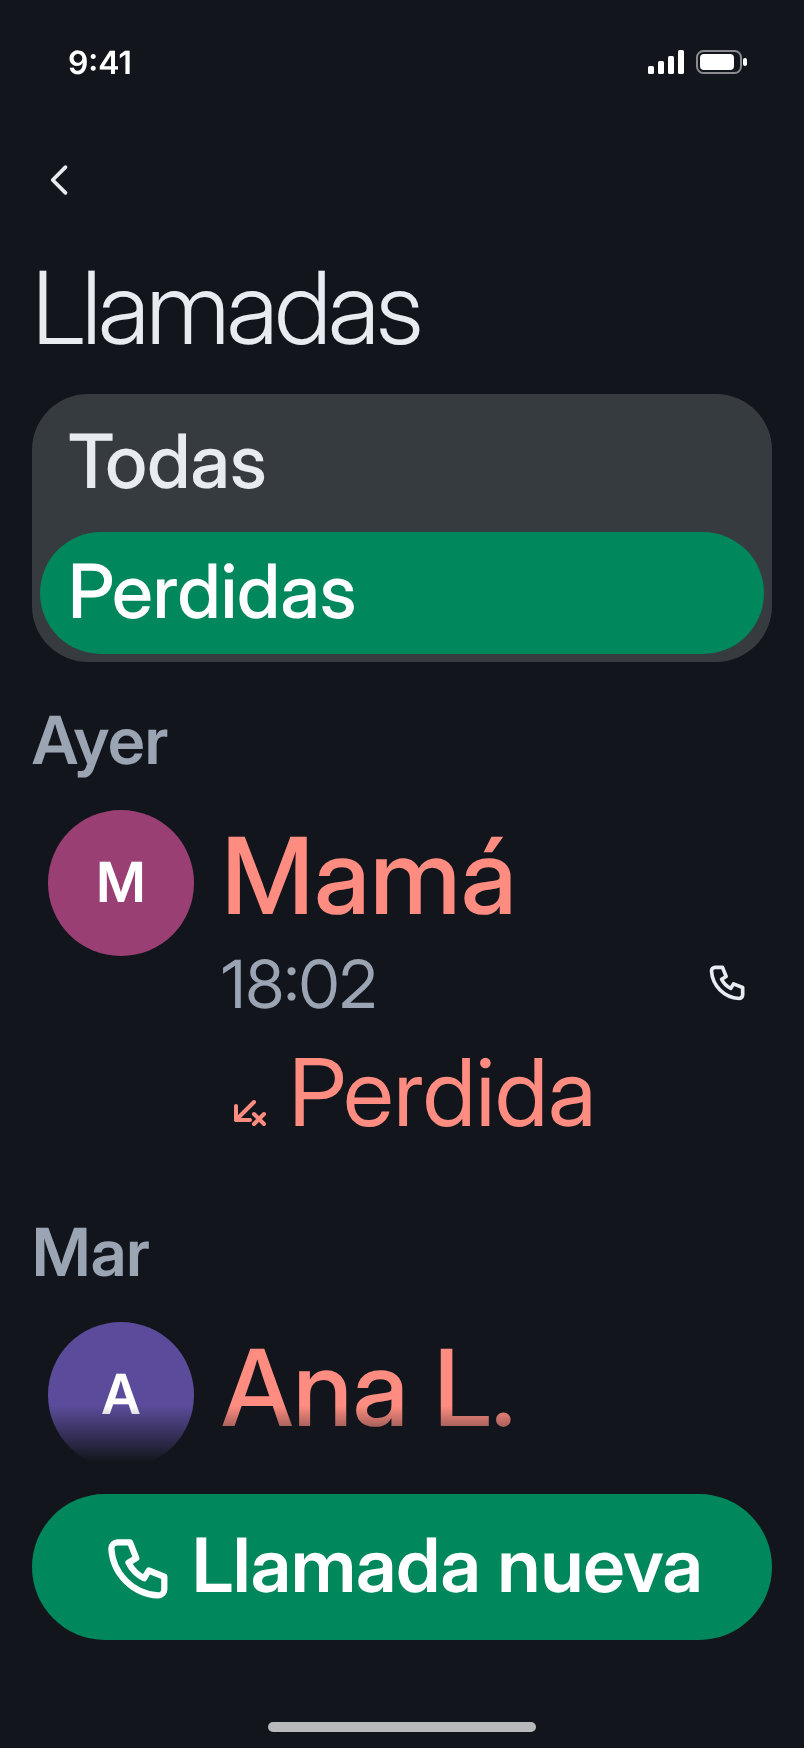 9:41
Llamadas
Todas
Perdidas
Ayer
M
Mamá
18:02
Perdida
Mar
A
Ana L.
Llamada nueva